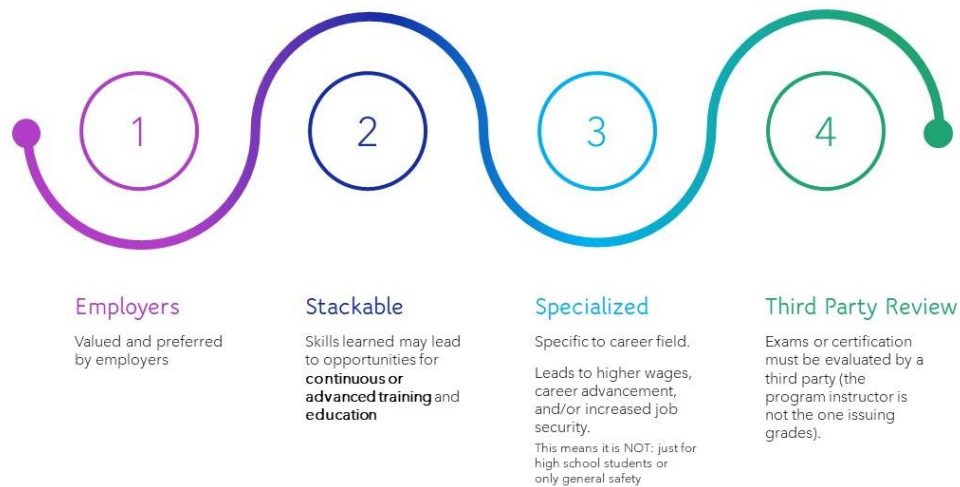 1
2
3
4
Employers
Valued and preferred
by employers
Stackable
Skills learned may lead
to opportunities for
continuous or
advanced training and
education
Specialized
Specific to career field.
Leads to higher wages,
career advancement,
and/or increased job
security.
This means it is NOT: just for
high school students or
only general safety
Third Party Review
Exams or certification
must be evaluated by a
third party (the
program instructor is
not the one issuing
grades).